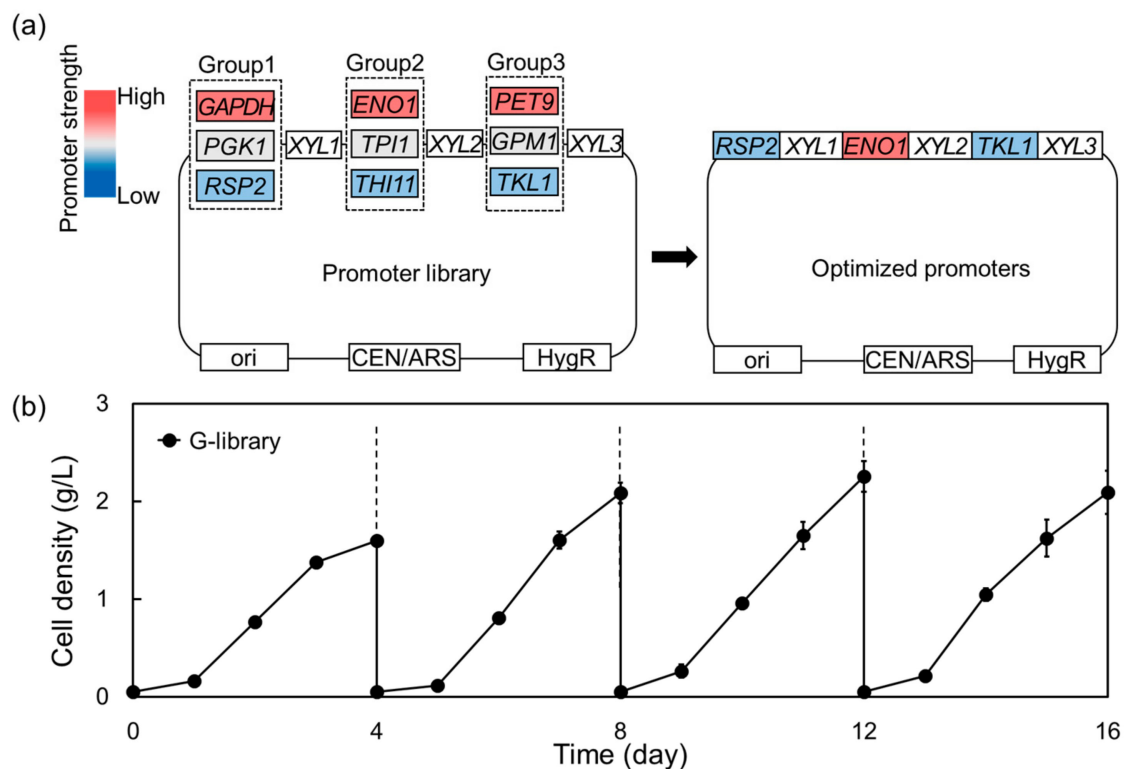 (a)
Group1
Group2
Group3
Promoter strength
High
Low
GAPDH
PGK1
RSP2
XYL1
ENO1
TPI1
THI11
XYL2
PET9
GPM1
TKL1
XYL3
Promoter library
ori
CEN/ARS
HygR
RSP2 XYL1 ENO1 XYL2 TKL1 XYL3
Optimized promoters
ori
CEN/ARS
HygR
(b)
Cell density (g/L)
3
2
1
0
G-library
0 4 8 12 16
Time (day)